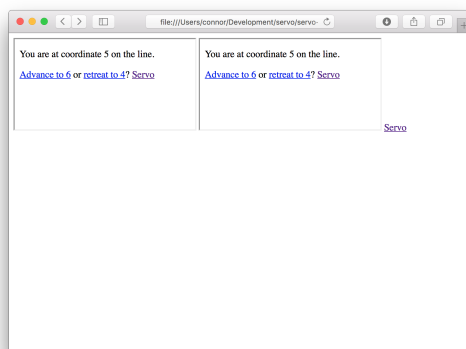 file:///Users/connor/Development/servo/servo-
You are at coordinate 5 on the line.
Advance to 6 or retreat to 4? Servo
You are at coordinate 5 on the line.
Advance to 6 or retreat to 4? Servo
Servo